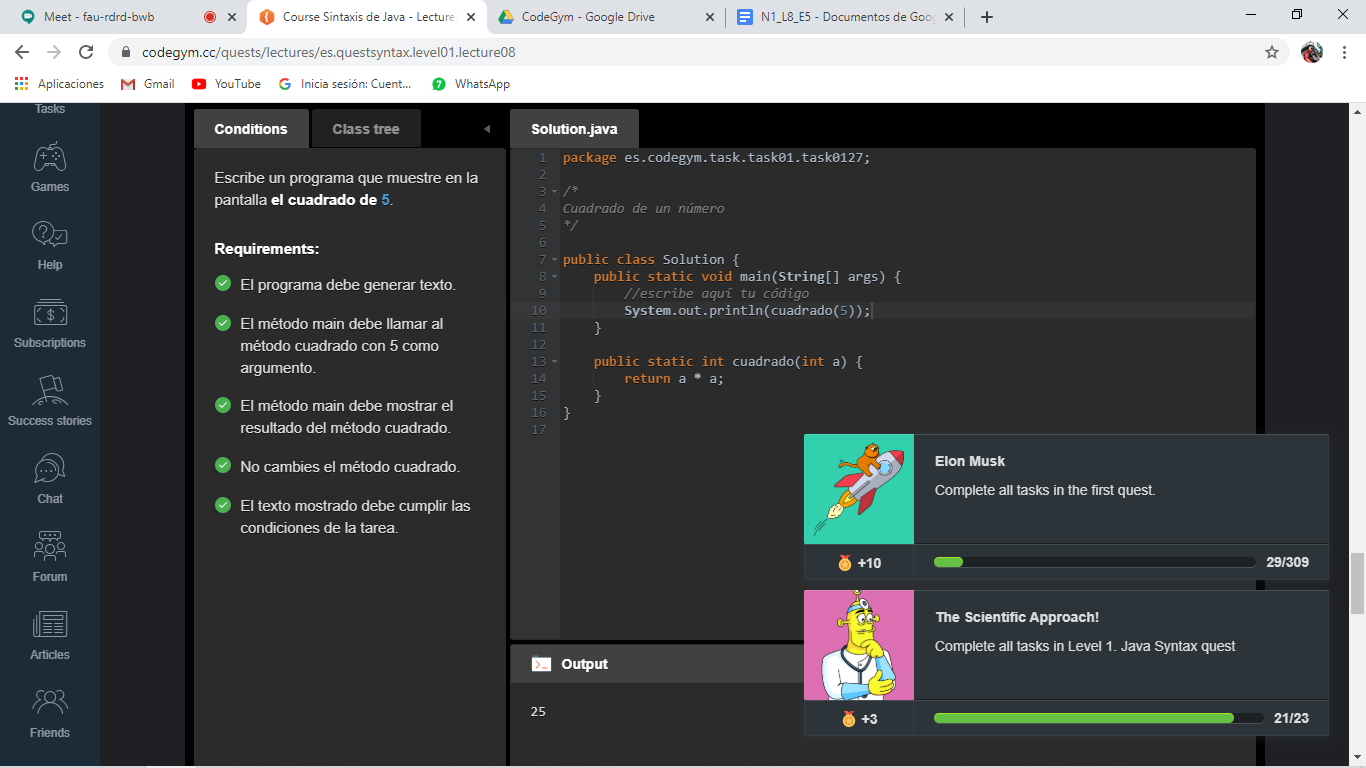 Meet - fau-rdrd-bwb
Course Sintaxis de Java - Lecture:
CodeGym - Google Drive
N1_L8_E5 - Documentos de Goog
codegym.cc/quests/lectures/es.questsyntax.level01.lecture08
Aplicaciones
Gmail
YouTube
Inicia sesión: Cuent...
WhatsApp
Tasks
Games
Help
Subscriptions
Success stories
Chat
Forum
Articles
Friends
Conditions
Class tree
Escribe un programa que muestre en la
pantalla el cuadrado de 5.
Requirements:
El programa debe generar texto.
El método main debe llamar al
método cuadrado con 5 como
argumento.
El método main debe mostrar el
resultado del método cuadrado.
No cambies el método cuadrado.
El texto mostrado debe cumplir las
condiciones de la tarea.
Solution.java
1 package es.codegym.task.task01.task0127;
2
3 /*
4 Cuadrado de un número
5 */
6
7 public class Solution {
8 public static void main(String[] args) {
9 //escribe aquí tu código
10 System.out.println(cuadrado(5));
11 }
12
13 public static int cuadrado(int a) {
14 return a * a;
15 }
16 }
17
Elon Musk
Complete all tasks in the first quest.
+10
29/309
The Scientific Approach!
Complete all tasks in Level 1. Java Syntax quest
+3
21/23
Output
25